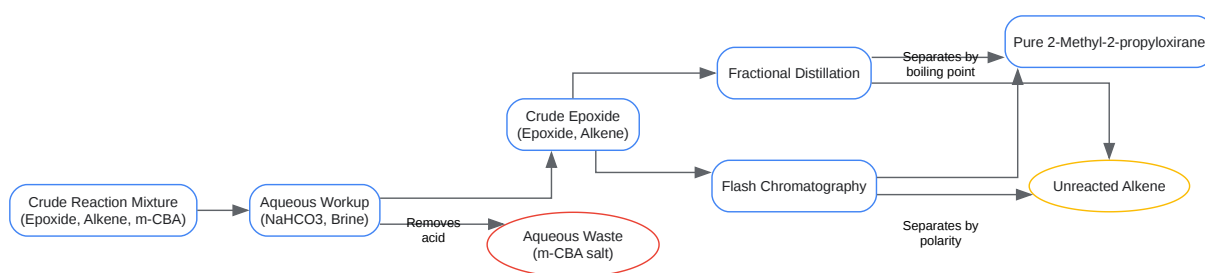 Crude Reaction Mixture
(Epoxide, Alkene, m-CBA)
Aqueous Workup
(NaHCO3, Brine)
Removes
acid
Aqueous Waste
(m-CBA salt)
Crude Epoxide
(Epoxide, Alkene)
Fractional Distillation
Separates by
boiling point
Pure 2-Methyl-2-propyloxirane
Flash Chromatography
Separates by
polarity
Unreacted Alkene